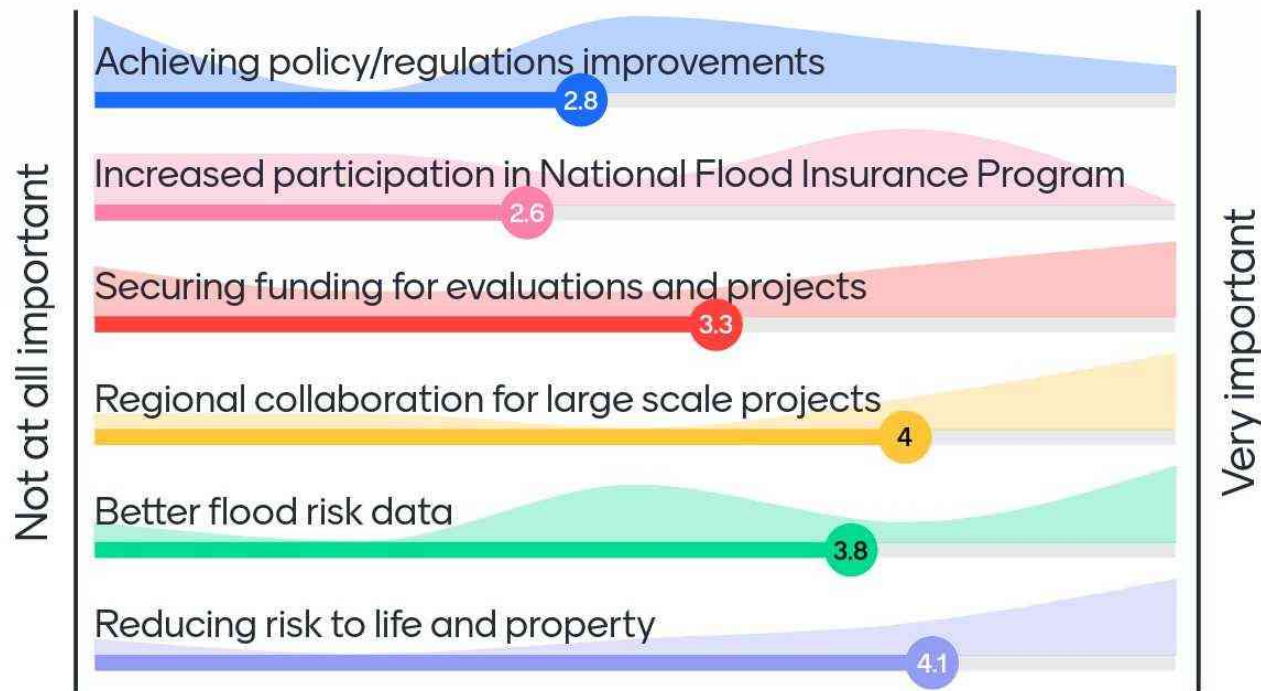 Not at all important
Achieving policy/regulations improvements
2.8
Increased participation in National Flood Insurance Program
2.6
Securing funding for evaluations and projects
3.3
Regional collaboration for large scale projects
4
Better flood risk data
3.8
Reducing risk to life and property
4.1
Very important